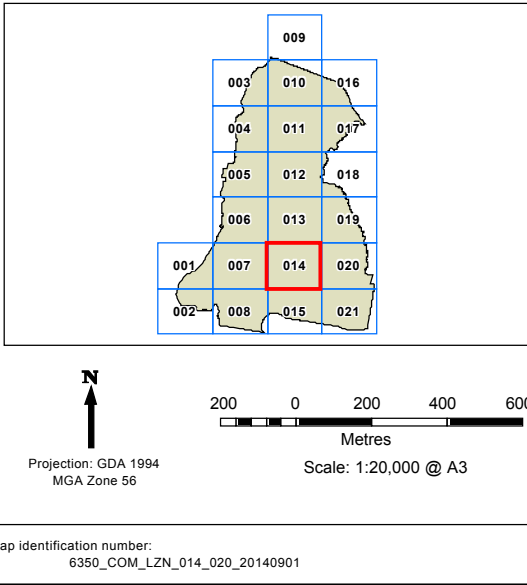 009
003 010 016
004 011 017
005 012 018
006 013 019
001 007 014 020
002 008 015 021
N
200 0 200 400 600
Metres
Projection: GDA 1994
MGA Zone 56
Scale: 1:20,000 @ A3
ap identification number:
6350_COM_LZN_014_020_20140901